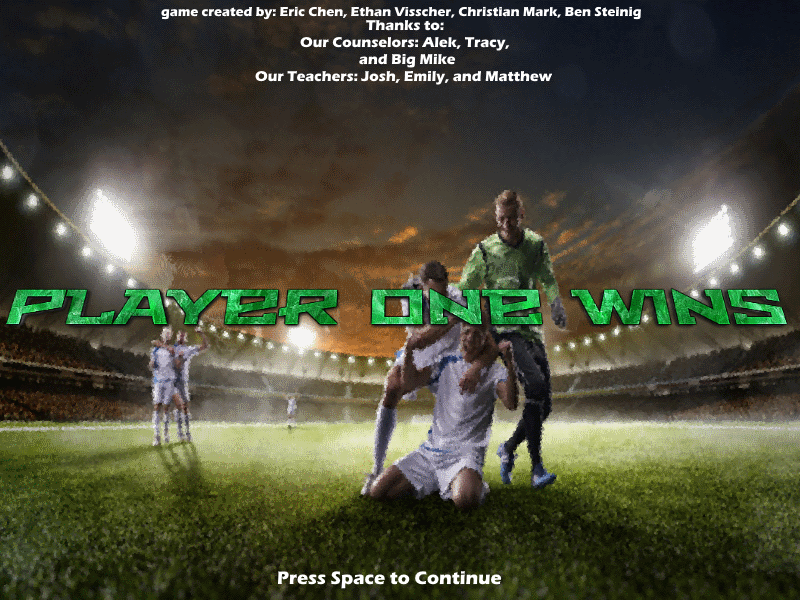 game created by: Eric Chen, Ethan Visscher, Christian Mark, Ben Steinig
Thanks to:
Our Counselors: Alek, Tracy,
and Big Mike
Our Teachers: Josh, Emily, and Matthew
PLAYER ONE WINS
Press Space to Continue